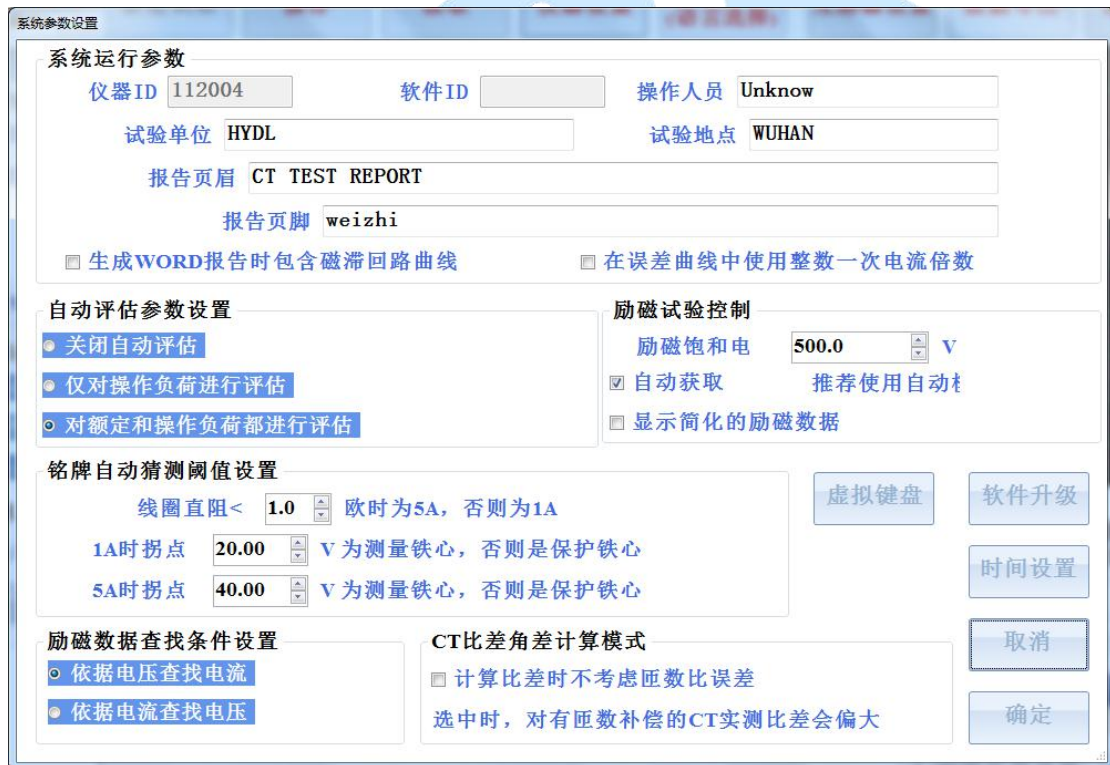 系统参数设置
系统运行参数
仪器ID 112004 软件ID 操作人员 Unknow
试验单位 HYDL 试验地点 WUHAN
报告页眉 CT TEST REPORT
报告页脚 weizhi
生成WORD报告时包含磁滞回路曲线 在误差曲线中使用整数一次电流倍数
自动评估参数设置 励磁试验控制
关闭自动评估 励磁饱和电 500.0 V
仅对操作负荷进行评估 自动获取 推荐使用自动
对额定和操作负荷都进行评估 显示简化的励磁数据
铭牌自动猜测阈值设置
线圈直阻< 1.0 欧时为5A，否则为1A 虚拟键盘 软件升级
1A时拐点 20.00 V 为测量铁心，否则是保护铁心
5A时拐点 40.00 V 为测量铁心，否则是保护铁心 时间设置
励磁数据查找条件设置 CT比差角差计算模式 取消
依据电压查找电流 计算比差时不考虑匝数比误差
依据电流查找电压 选中时，对有匝数补偿的CT实测比差会偏大 确定